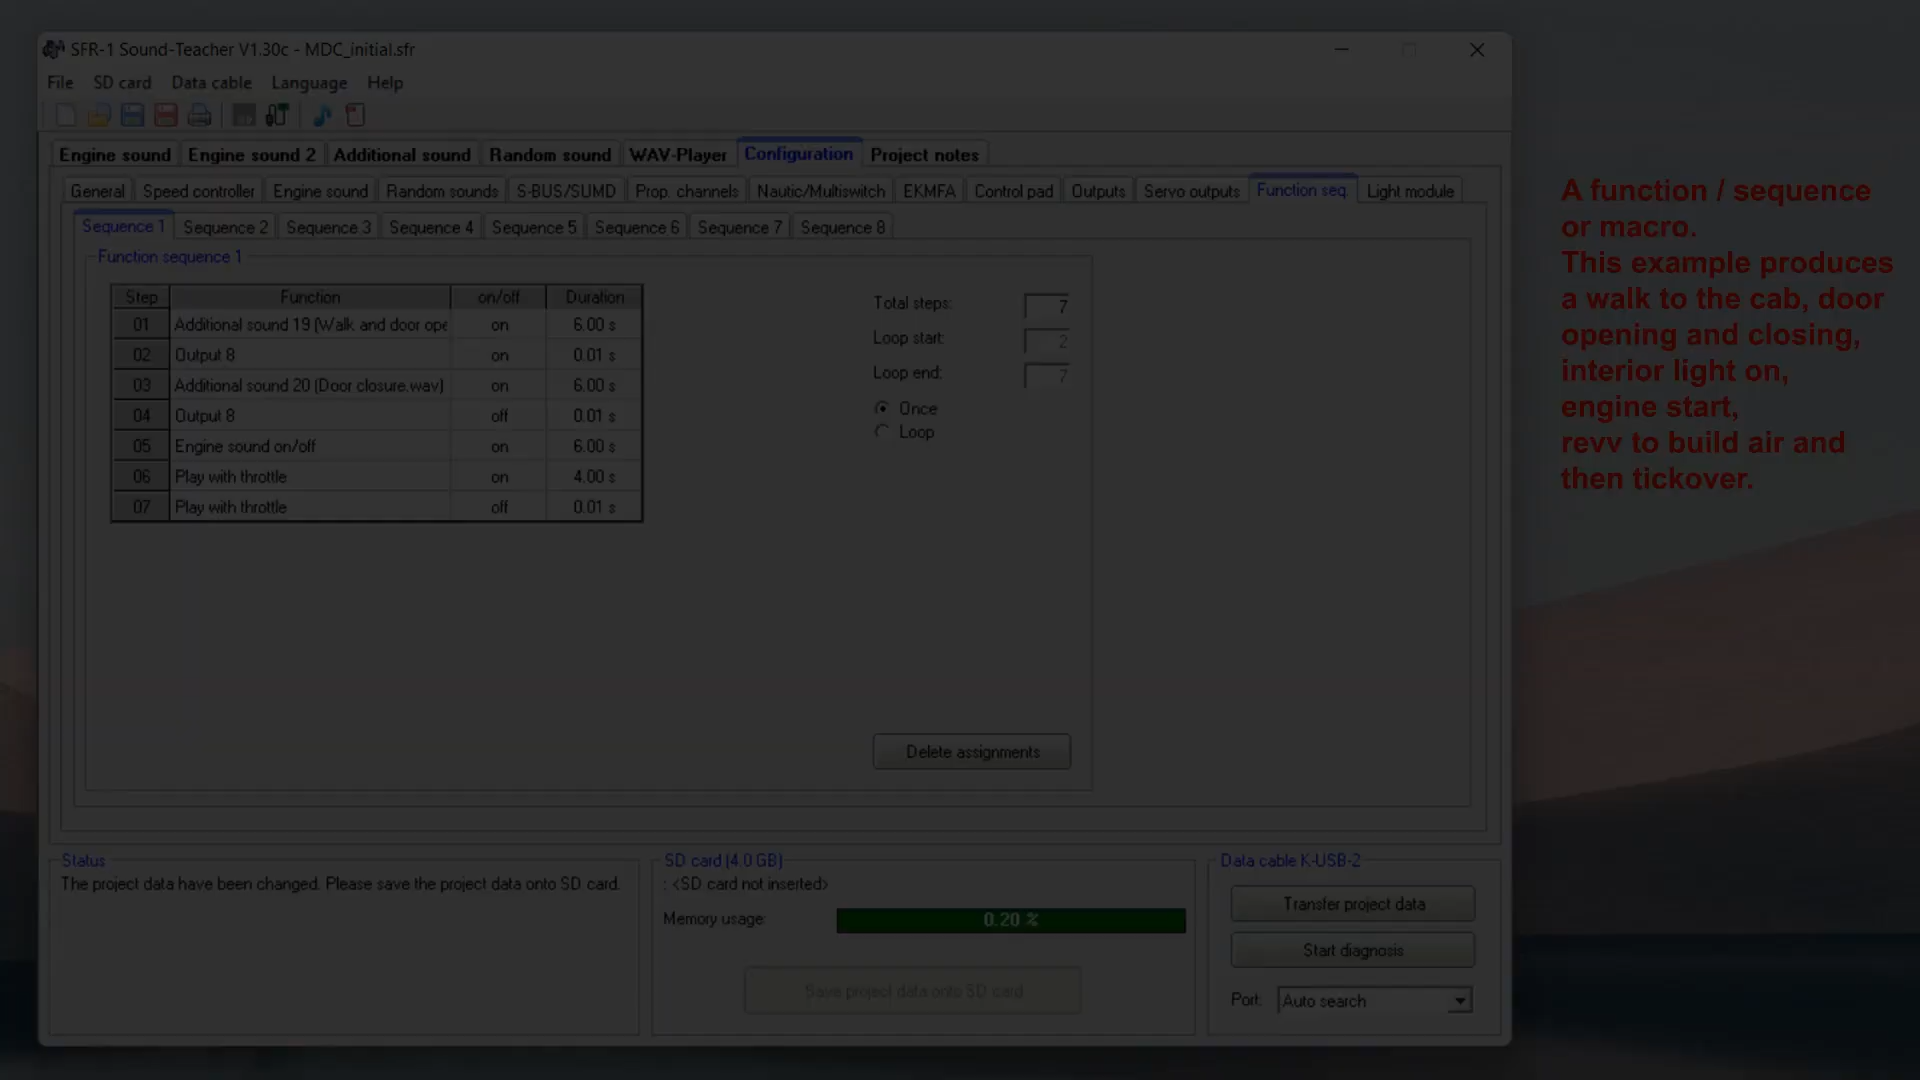 SFR-1 Sound-Teacher V1.30c - MDC_initial.sfr
File SD card Data cable Language Help
Engine sound Engine sound 2 Additional sound Random sound WAV-Player Configuration Project notes
General Speed controller Engine sound Random sounds S-BUS/SUMD Prop. channels Nautic/Multiswitch EKMFA Control pad Outputs Servo outputs Function seq. Light module
Sequence 1 Sequence 2 Sequence 3 Sequence 4 Sequence 5 Sequence 6 Sequence 7 Sequence 8
Function sequence 1
Step Function on/off Duration
01 Additional sound 19 (Walk and door ope on 6.00 s
02 Output 8 on 0.01 s
03 Additional sound 20 (Door closure.wav) on 6.00 s
04 Output 8 off 0.01 s
05 Engine sound on/off on 6.00 s
06 Play with throttle on 4.00 s
07 Play with throttle off 0.01 s
Total steps: 7
Loop start: 2
Loop end: 7
Once
Loop
Delete assignments
A function / sequence
or macro.
This example produces
a walk to the cab, door
opening and closing,
interior light on,
engine start,
revv to build air and
then tickover.
Status
The project data have been changed. Please save the project data onto SD card.
SD card (4.0 GB)
: <SD card not inserted>
Memory usage: 0.20 %
Save project data onto SD card
Data cable K-USB-2
Transfer project data
Start diagnosis
Port: Auto search